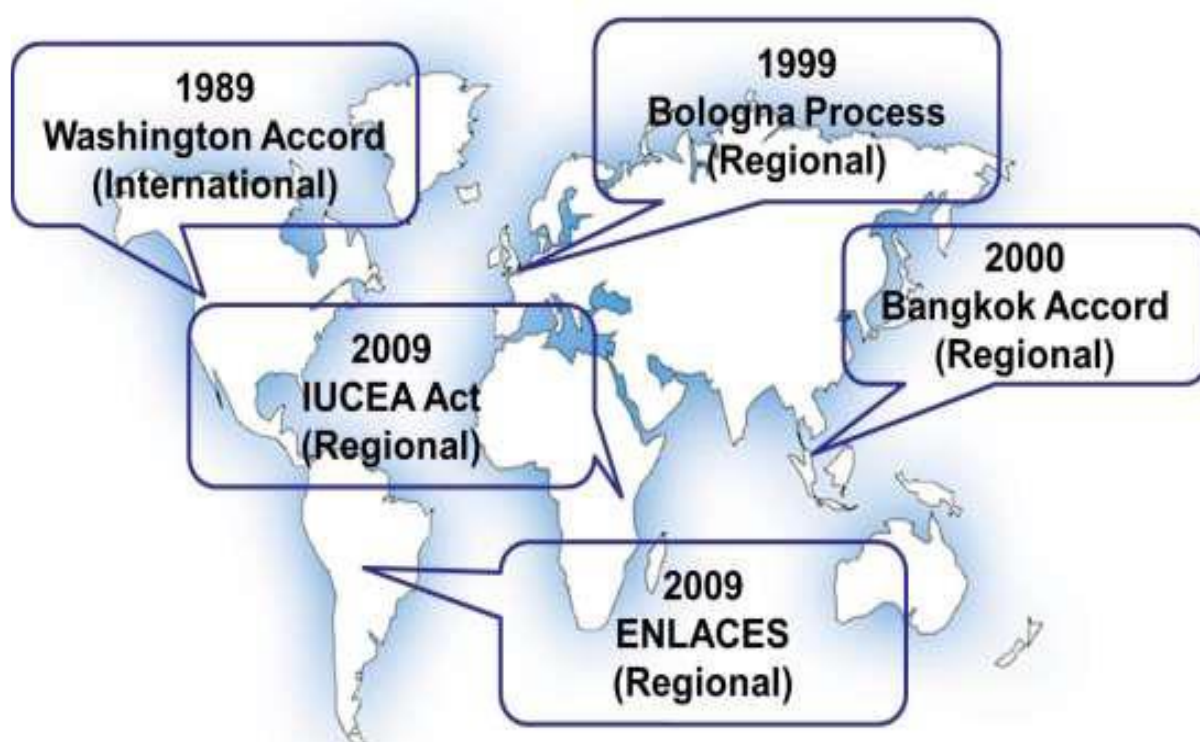 1989
Washington Accord
(International)
1999
Bologna Process
(Regional)
2000
Bangkok Accord
(Regional)
2009
IUCEA Act
(Regional)
2009
ENLACES
(Regional)